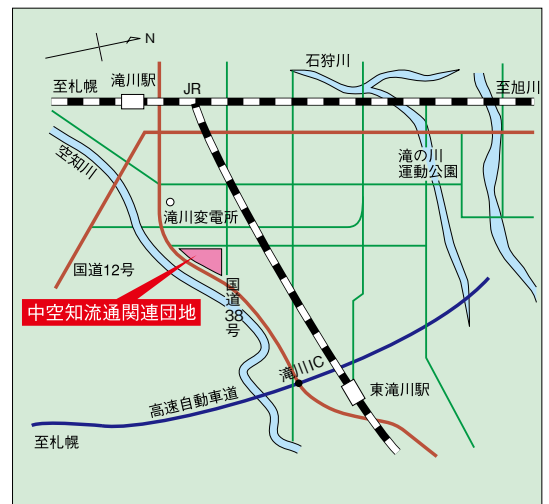 N
石狩川
滝川駅
至札幌
JR
至旭川
空知川
滝の川
運動公園
滝川変電所
国道12号
国道38号
中空知流通関連団地
滝川IC
東滝川駅
高速自動車道
至札幌